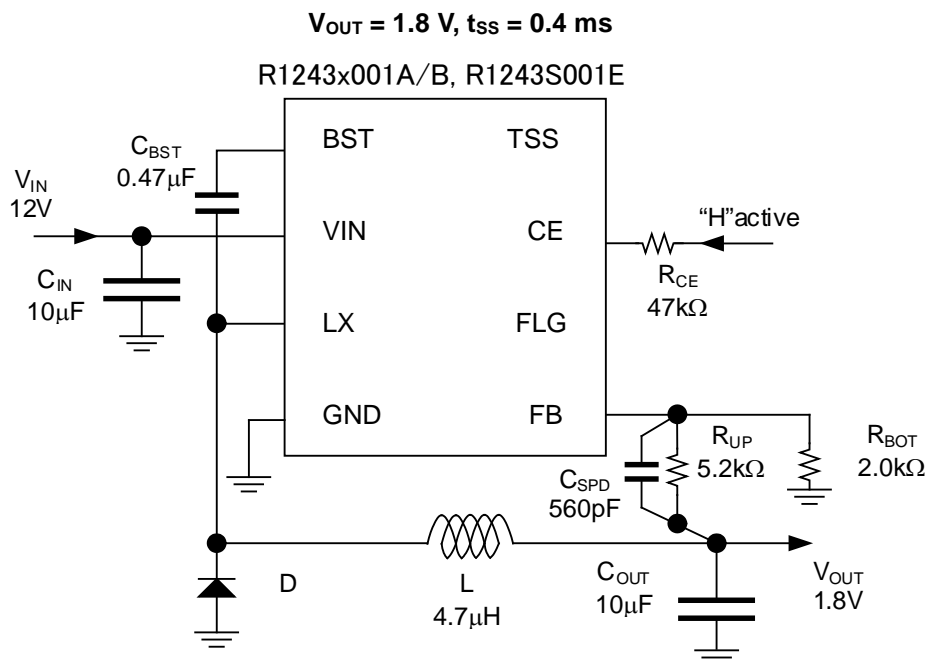 VOUT = 1.8 V, tSS = 0.4 ms
R1243x001A/B, R1243S001E
BST
TSS
CBST
0.47µF
VIN
12V
VIN
CE
"H"active
RCE
47kΩ
CIN
10µF
LX
FLG
GND
FB
RUP
5.2kΩ
RBOT
2.0kΩ
CSPD
560pF
D
L
4.7µH
COUT
10µF
VOUT
1.8V